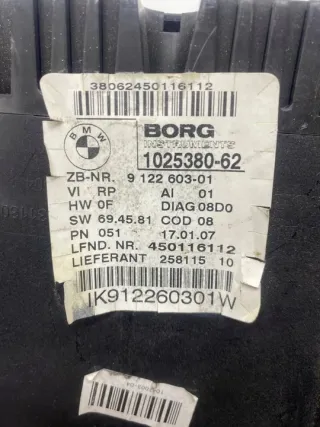 38062450116112
BMW
BORG
INSTRUMENTS
1025380-62
ZB-NR. 9 122 603-01
VI RP AI 01
HW 0F DIAG 08D0
SW 69.45.81 COD 08
PN 051 17.01.07
LFND. NR. 450116112
LIEFERANT 258115 10
IK912260301W